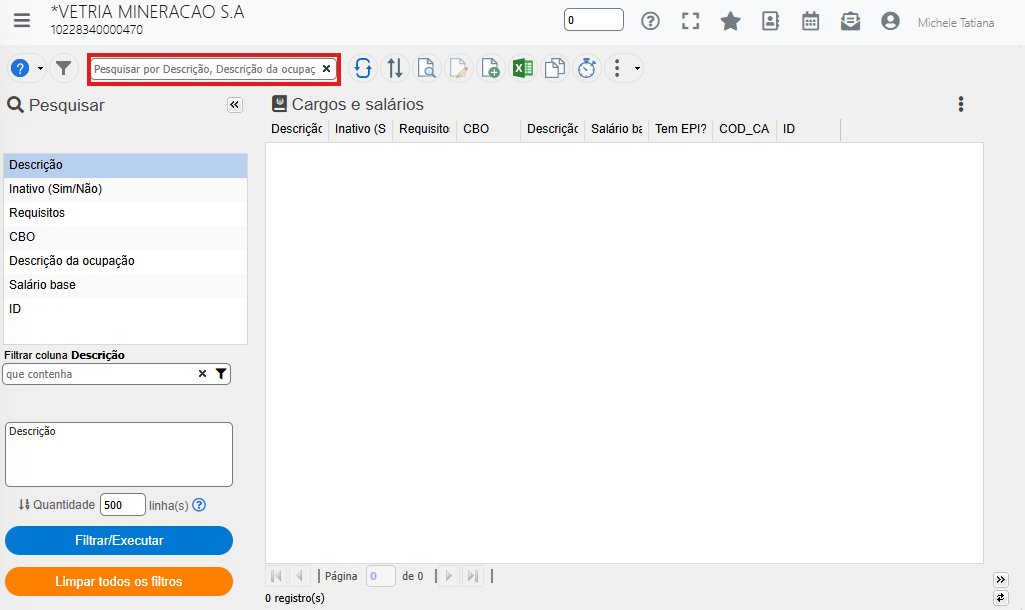 *VETRIA MINERACAO S.A
10228340000470
0
Michele Tatiana
Pesquisar por Descrição, Descrição da ocupaç
Pesquisar
Cargos e salários
Descriçãc Inativo (S Requisito: CBO Descriçãc Salário ba Tem EPI? COD_CA ID
Descrição
Inativo (Sim/Não)
Requisitos
CBO
Descrição da ocupação
Salário base
ID
Filtrar coluna Descrição
que contenha
Descrição
Quantidade 500 linha(s)
Filtrar/Executar
Limpar todos os filtros
Página 0 de 0
0 registro(s)